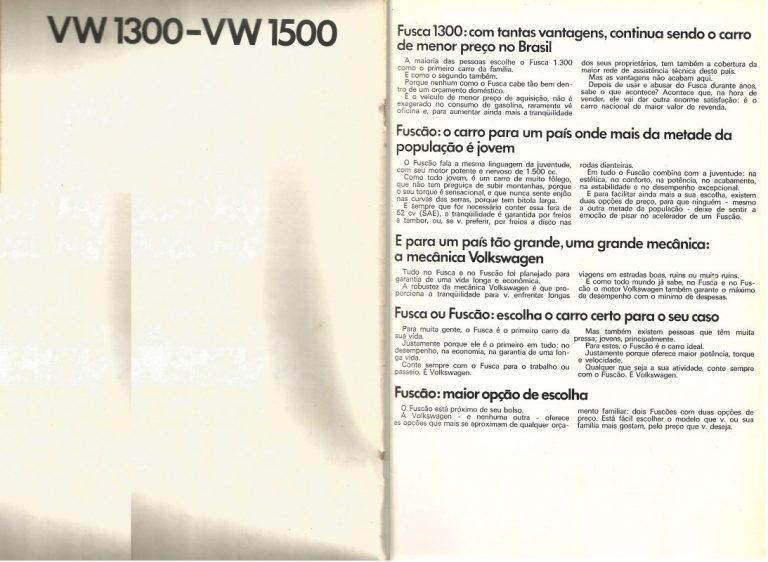 VW 1300-VW 1500
Fusca 1300: com tantas vantagens, continua sendo o carro
de menor preço no Brasil
A maioria das pessoas escolhe o Fusca 1.300
como o primeiro carro da família.
E como o segundo também.
Porque nenhum como o Fusca cabe tão bem den-
tro de um orçamento doméstico.
É o veículo de menor preço de aquisição, não é
exagerado no consumo de gasolina, raramente vê
oficina e, para aumentar ainda mais a tranqüilidade
dos seus proprietários, tem também a cobertura da
maior rede de assistência técnica deste país.
Mas as vantagens não acabam aqui.
Depois de usar e abusar do Fusca durante anos,
sabe o que acontece? Acontece que, na hora de
vender, ele vai dar outra enorme satisfação: é o
carro nacional de maior valor de revenda.
Fuscão: o carro para um país onde mais da metade da
população é jovem
O Fuscão fala a mesma linguagem da juventude,
com seu motor potente e nervoso de 1.500 cc.
Como todo jovem, é um carro de muito fôlego,
que não tem preguiça de subir montanhas, porque
o seu torque é sensacional, e que nunca sente enjôo
nas curvas das serras, porque tem bitola larga.
E sempre que for necessário conter essa fera de
52 cv (SAE), a tranqüilidade é garantida por freios
a tambor, ou, se v. preferir, por freios a disco nas
rodas dianteiras.
Em tudo o Fuscão combina com a juventude: na
estética, no conforto, na potência, no acabamento,
na estabilidade e no desempenho excepcional.
E para facilitar ainda mais a sua escolha, existem
duas opções de preço, para que ninguém - mesmo
a outra metade da população - deixe de sentir a
emoção de pisar no acelerador de um Fuscão.
E para um país tão grande, uma grande mecânica:
a mecânica Volkswagen
Tudo no Fusca e no Fuscão foi planejado para
garantia de uma vida longa e econômica.
A robustez da mecânica Volkswagen é que pro-
porciona a tranqüilidade para v. enfrentar longas
viagens em estradas boas, ruins ou muito ruins.
E como todo mundo já sabe, no Fusca e no Fus-
cão o motor Volkswagen também garante o máximo
de desempenho com o mínimo de despesas.
Fusca ou Fuscão: escolha o carro certo para o seu caso
Para muita gente, o Fusca é o primeiro carro da
sua vida.
Justamente porque ele é o primeiro em tudo: no
desempenho, na economia, na garantia de uma lon-
ga vida.
Conte sempre com o Fusca para o trabalho ou
passeio. É Volkswagen.
Mas também existem pessoas que têm muita
pressa; jovens, principalmente.
Para estes, o Fuscão é o carro ideal.
Justamente porque oferece maior potência, torque
e velocidade.
Qualquer que seja a sua atividade, conte sempre
com o Fuscão. É Volkswagen.
Fuscão: maior opção de escolha
O Fuscão está próximo de seu bolso.
A Volkswagen - e nenhuma outra - oferece
as opções que mais se aproximam de qualquer orça-
mento familiar: dois Fuscões com duas opções de
preço. Está fácil escolher o modelo que v. ou sua
família mais gostam, pelo preço que v. deseja.